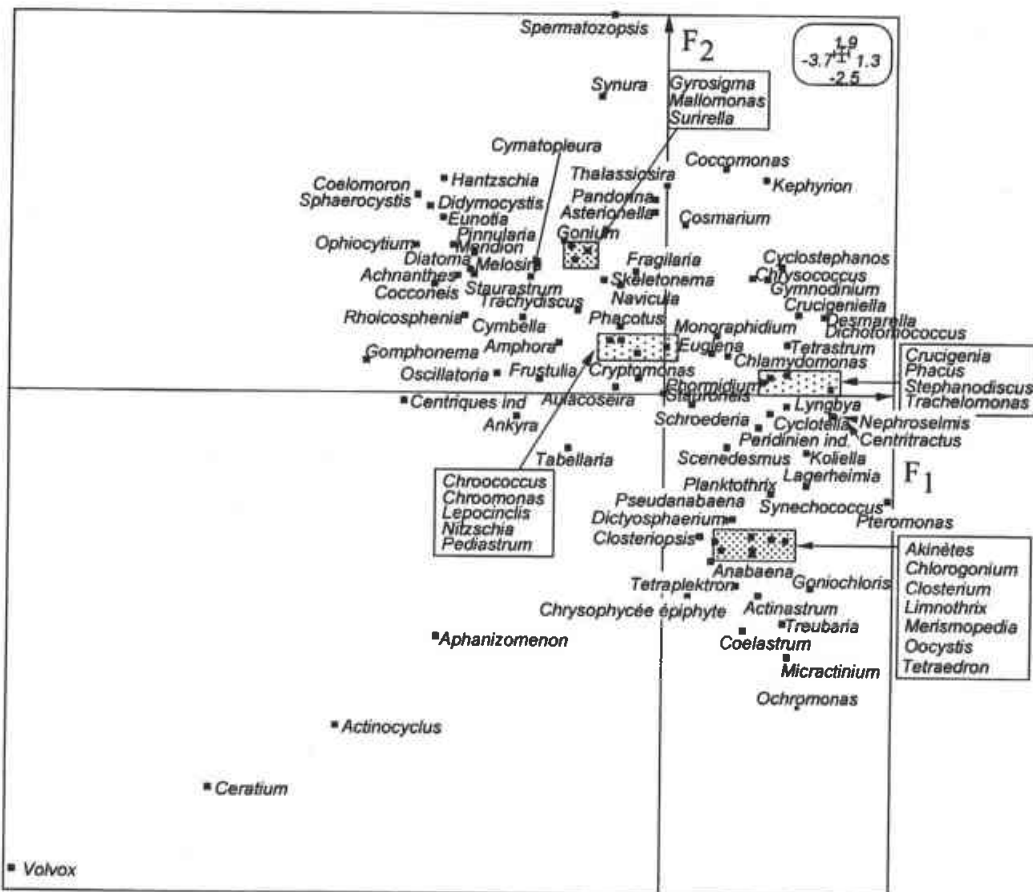 Spermatozopsis
F2
1.9
-3.7 1.3
-2.5
Synura
Gyrosigma
Mallomonas
Surirella
Cymatopleura
Coccomonas
Thalassiosira
Hantzschia
Kephyrion
Coelomoron
Sphaerocystis
Didymocystis
Pandorina
Eunotia
Asterionella
Cosmarium
Pinnularia
Gonium
Ophiocytium
Meridion
Diatoma
Melosira
Fragilaria
Cyclostephanos
Achnanthes
Skeletonema
Chrysococcus
Cocconeis
Staurastrum
Gymnodinium
Trachydiscus
Navicula
Crucigeniella
Rhoicosphenia
Cymbella
Phacotus
Desmarella
Monoraphidium
Dichotomococcus
Amphora
Euglena
Tetrastrum
Gomphonema
Chlamydomonas
Crucigenia
Phacus
Stephanodiscus
Trachelomonas
Oscillatoria
Frustulia
Cryptomonas
Phormidium
Aulacoseira
Stauroneis
Centriques ind
Lyngbya
Ankyra
Schroederia
Cyclotella
Nephroselmis
Peridinien ind.
Centritractus
Tabellaria
Scenedesmus
Koliella
Lagerheimia
F1
Chroococcus
Chroomonas
Lepocinclis
Nitzschia
Pediastrum
Planktothrix
Pseudanabaena
Synechococcus
Dictyosphaerium
Pteromonas
Closteriopsis
Akinètes
Chlorogonium
Closterium
Limnothrix
Merismopedia
Oocystis
Tetraedron
Anabaena
Tetraplektron
Goniochloris
Chrysophycée épiphyte
Actinastrum
Treubaria
Aphanizomenon
Coelastrum
Micractinium
Ochromonas
Actinocyclus
Ceratium
Volvox